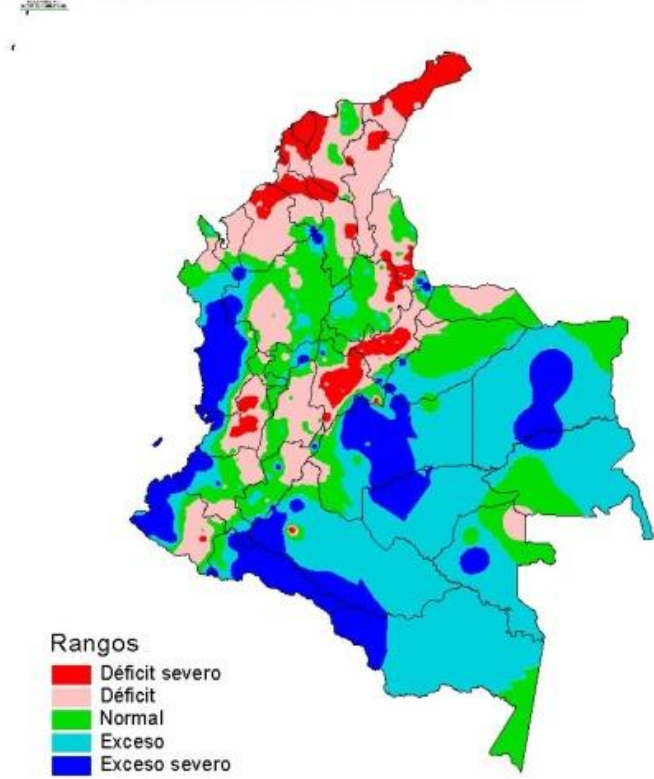 Rangos
Déficit severo
Déficit
Normal
Exceso
Exceso severo